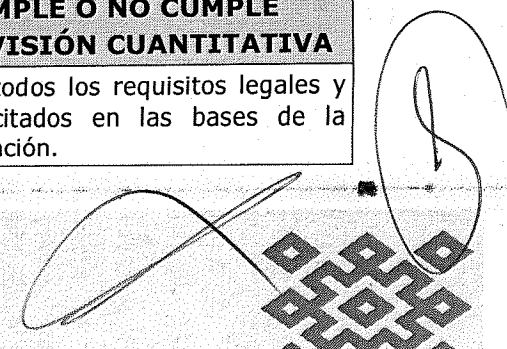 MPLE O NO CUMPLE
VISIÓN CUANTITATIVA
todos los requisitos legales y
citados en las bases de la
ación.